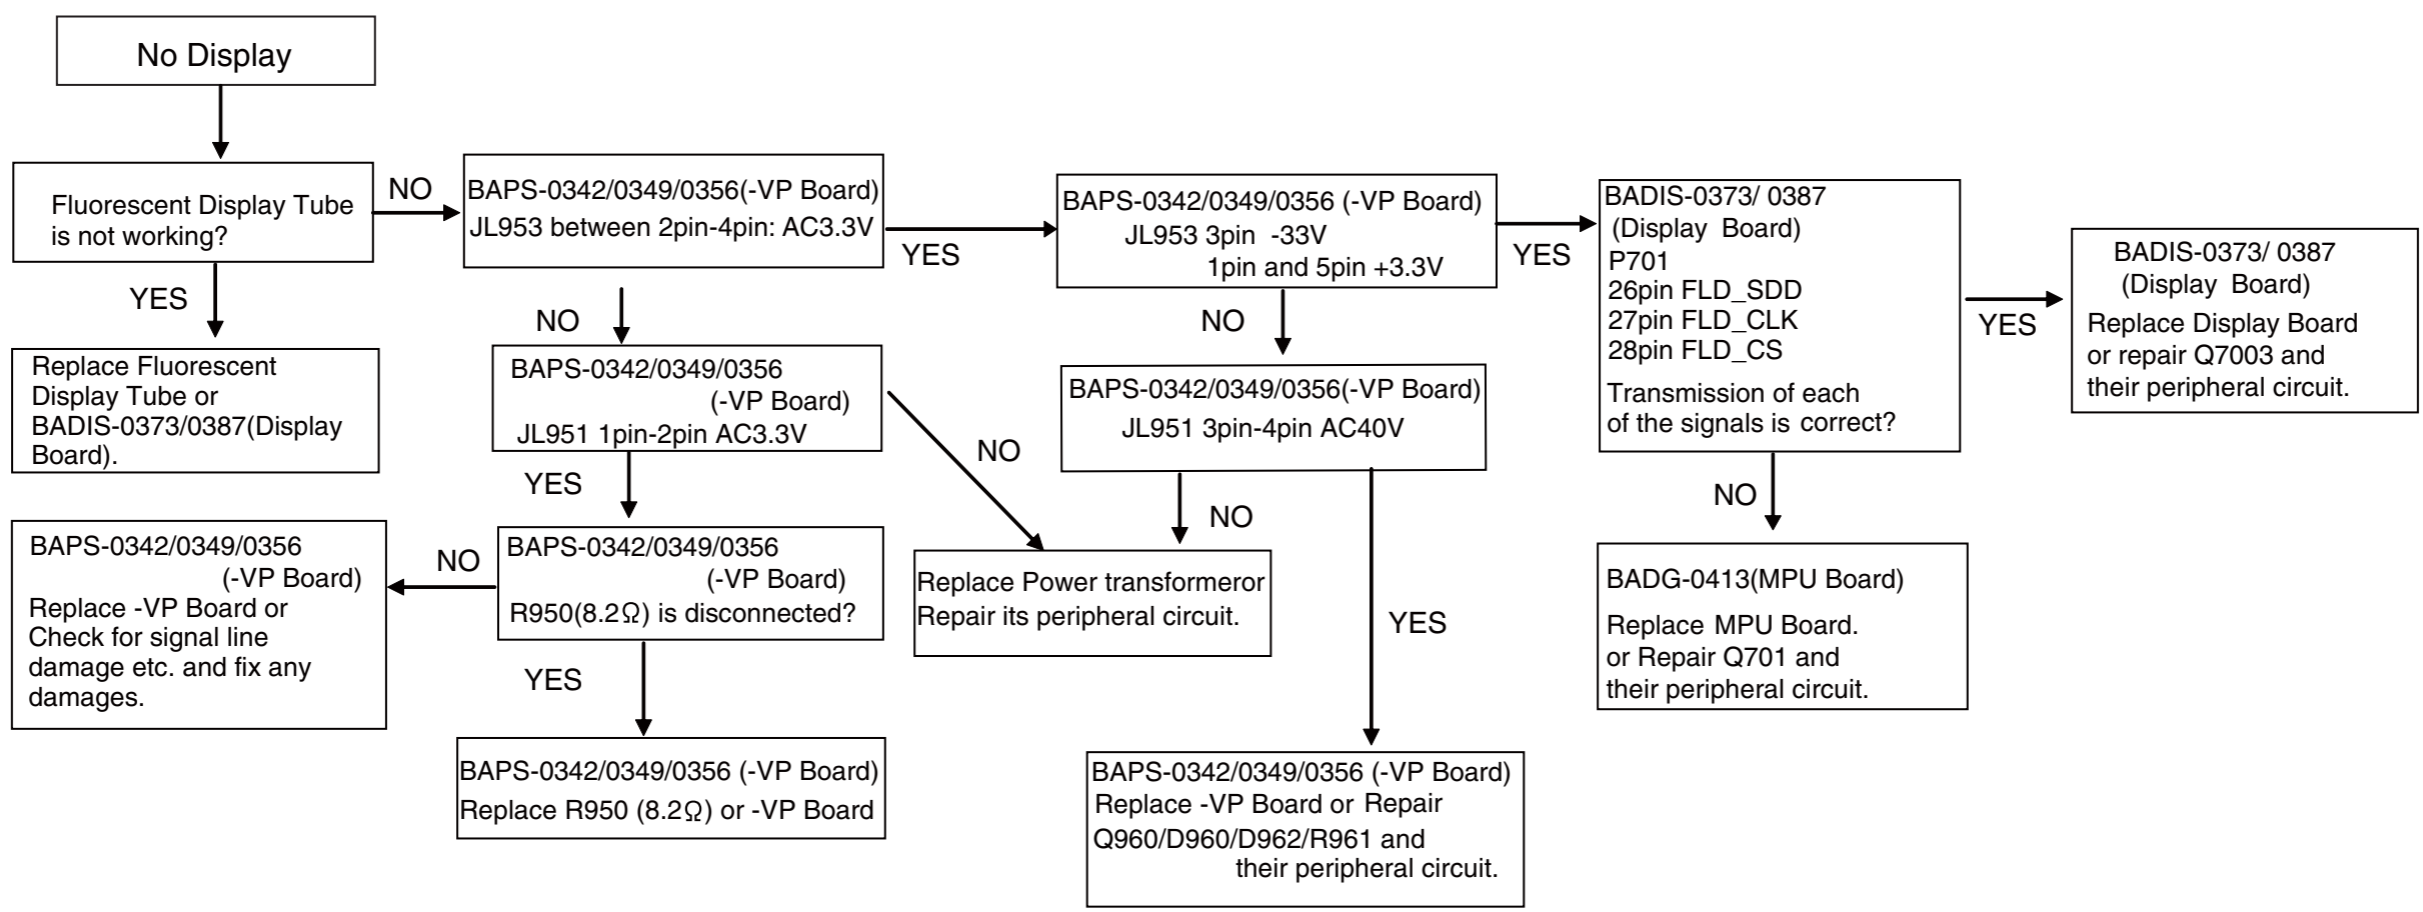 No Display
Fluorescent Display Tube
is not working?
NO
YES
Replace Fluorescent
Display Tube or
BADIS-0373/0387(Display
Board).
BAPS-0342/0349/0356(-VP Board)
JL953 between 2pin-4pin: AC3.3V
YES
NO
BAPS-0342/0349/0356
(-VP Board)
JL951 1pin-2pin AC3.3V
NO
YES
BAPS-0342/0349/0356
(-VP Board)
R950(8.2Ω) is disconnected?
NO
BAPS-0342/0349/0356
(-VP Board)
Replace -VP Board or
Check for signal line
damage etc. and fix any
damages.
YES
BAPS-0342/0349/0356 (-VP Board)
Replace R950 (8.2Ω) or -VP Board
BAPS-0342/0349/0356 (-VP Board)
JL953 3pin -33V
1pin and 5pin +3.3V
YES
NO
BAPS-0342/0349/0356(-VP Board)
JL951 3pin-4pin AC40V
NO
Replace Power transformeror
Repair its peripheral circuit.
YES
BAPS-0342/0349/0356 (-VP Board)
Replace -VP Board or Repair
Q960/D960/D962/R961 and
their peripheral circuit.
BADIS-0373/ 0387
(Display Board)
P701
26pin FLD_SDD
27pin FLD_CLK
28pin FLD_CS
Transmission of each
of the signals is correct?
YES
NO
BADG-0413(MPU Board)
Replace MPU Board.
or Repair Q701 and
their peripheral circuit.
BADIS-0373/ 0387
(Display Board)
Replace Display Board
or repair Q7003 and
their peripheral circuit.